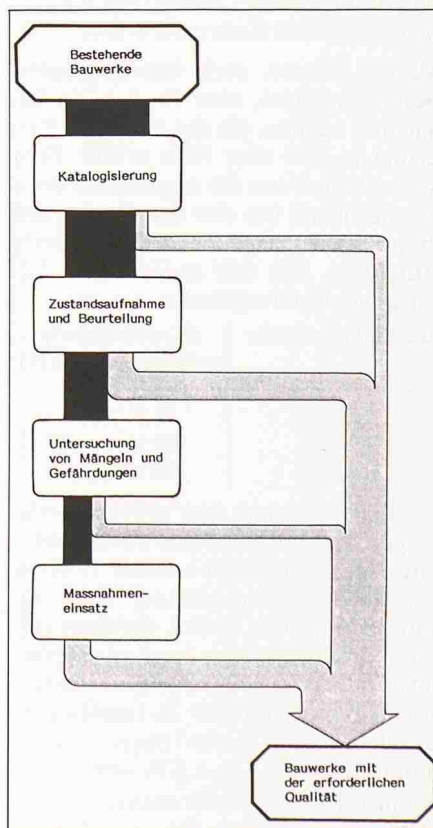 Bestehende
Bauwerke
Katalogisierung
Zustandsaufnahme
und Beurteilung
Untersuchung
von Mängeln und
Gefährdungen
Massnahmen-
einsatz
Bauwerke mit
der erforderlichen
Qualität